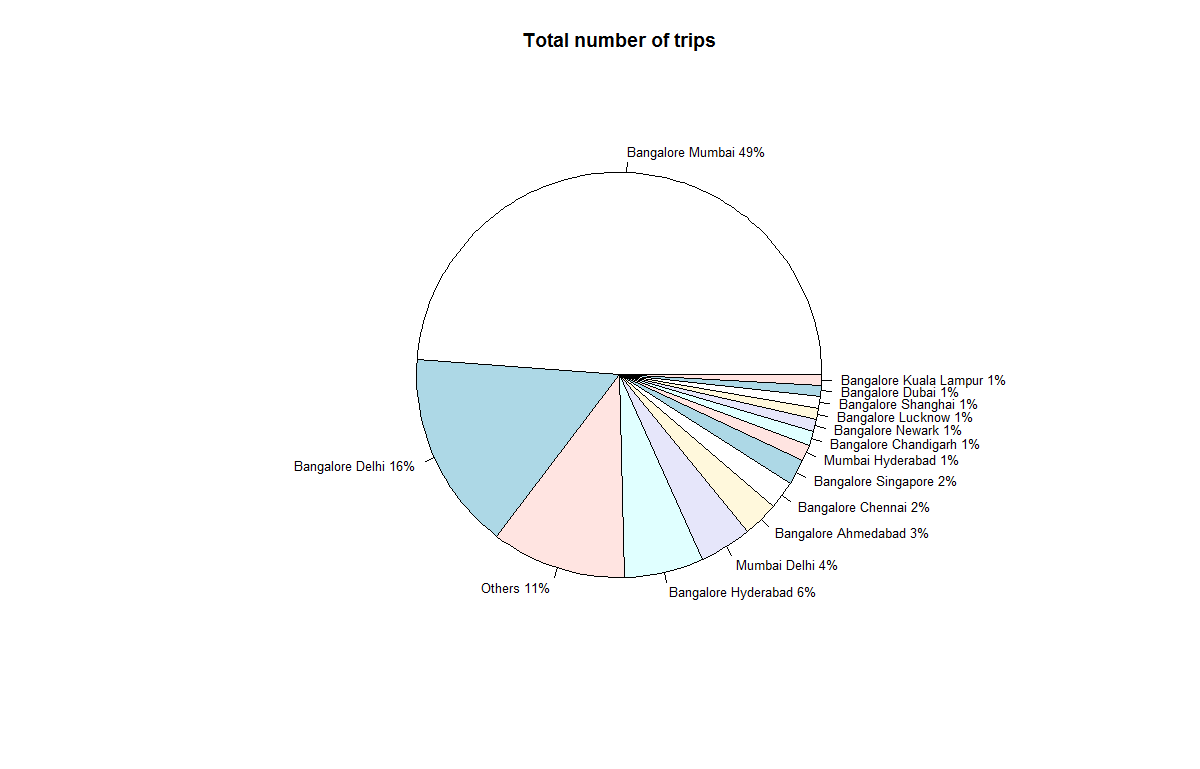 Total number of trips
Bangalore Mumbai 49%
Bangalore Kuala Lampur 1%
Bangalore Dubai 1%
Bangalore Shanghai 1%
Bangalore Lucknow 1%
Bangalore Newark 1%
Bangalore Chandigarh 1%
Mumbai Hyderabad 1%
Bangalore Delhi 16%
Bangalore Singapore 2%
Bangalore Chennai 2%
Bangalore Ahmedabad 3%
Mumbai Delhi 4%
Others 11%
Bangalore Hyderabad 6%